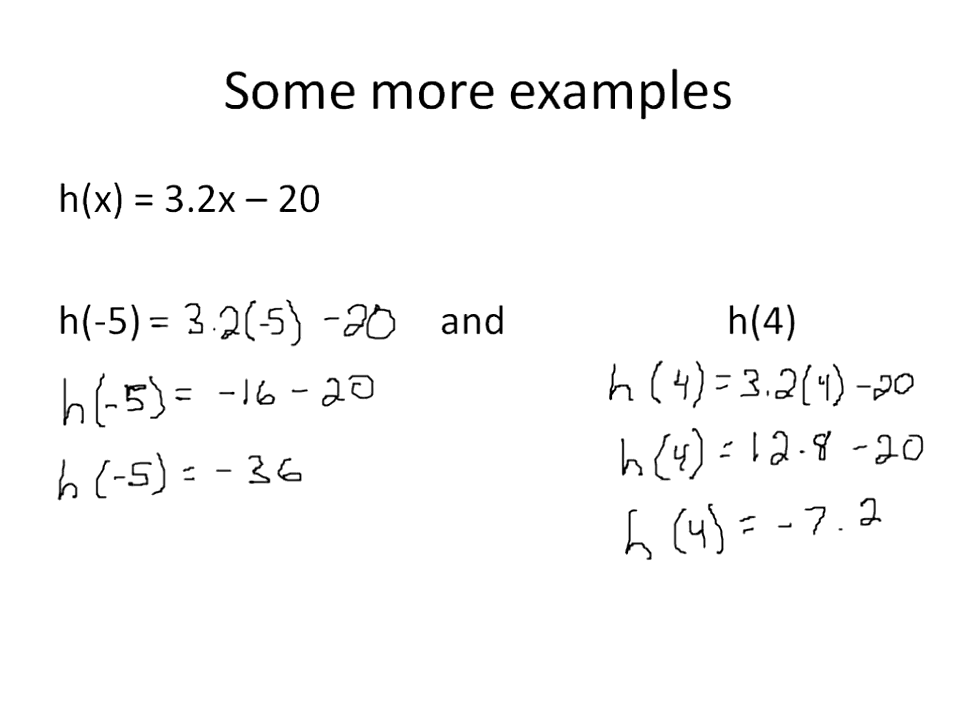 Some more examples
h(x) = 3.2x – 20
h(-5) = 3.2(-5) -20 and h(4)
h(-5) = -16 - 20
h(4) = 3.2(4) -20
h(-5) = - 36
h(4) = 12.8 -20
h(4) = -7.2